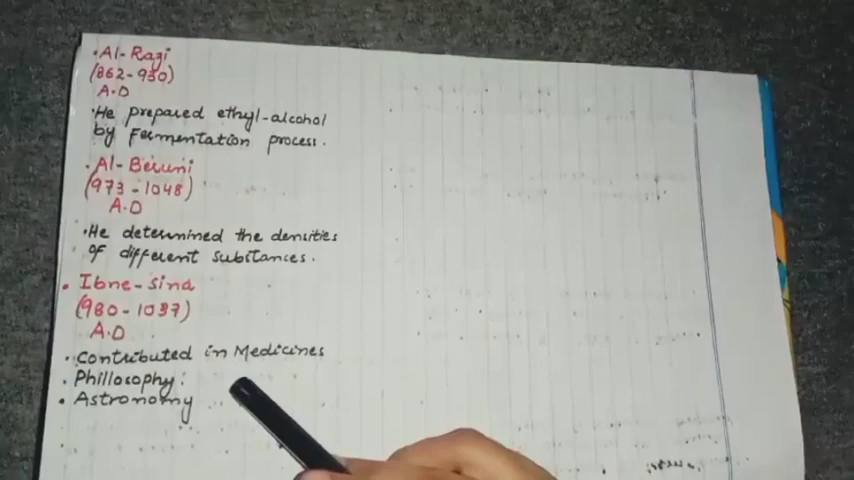 •Al-Razi
(862-930)
A.D
•He prepared ethyl-alcohol
by Fermentation process.
•Al-Beruni
(973-1048)
A.D
•He determined the densities
of different substances.
• Ibne-Sina
(980-1037)
A.D
•Contributed in Medicines
•Phillosophy:
•Astronomy